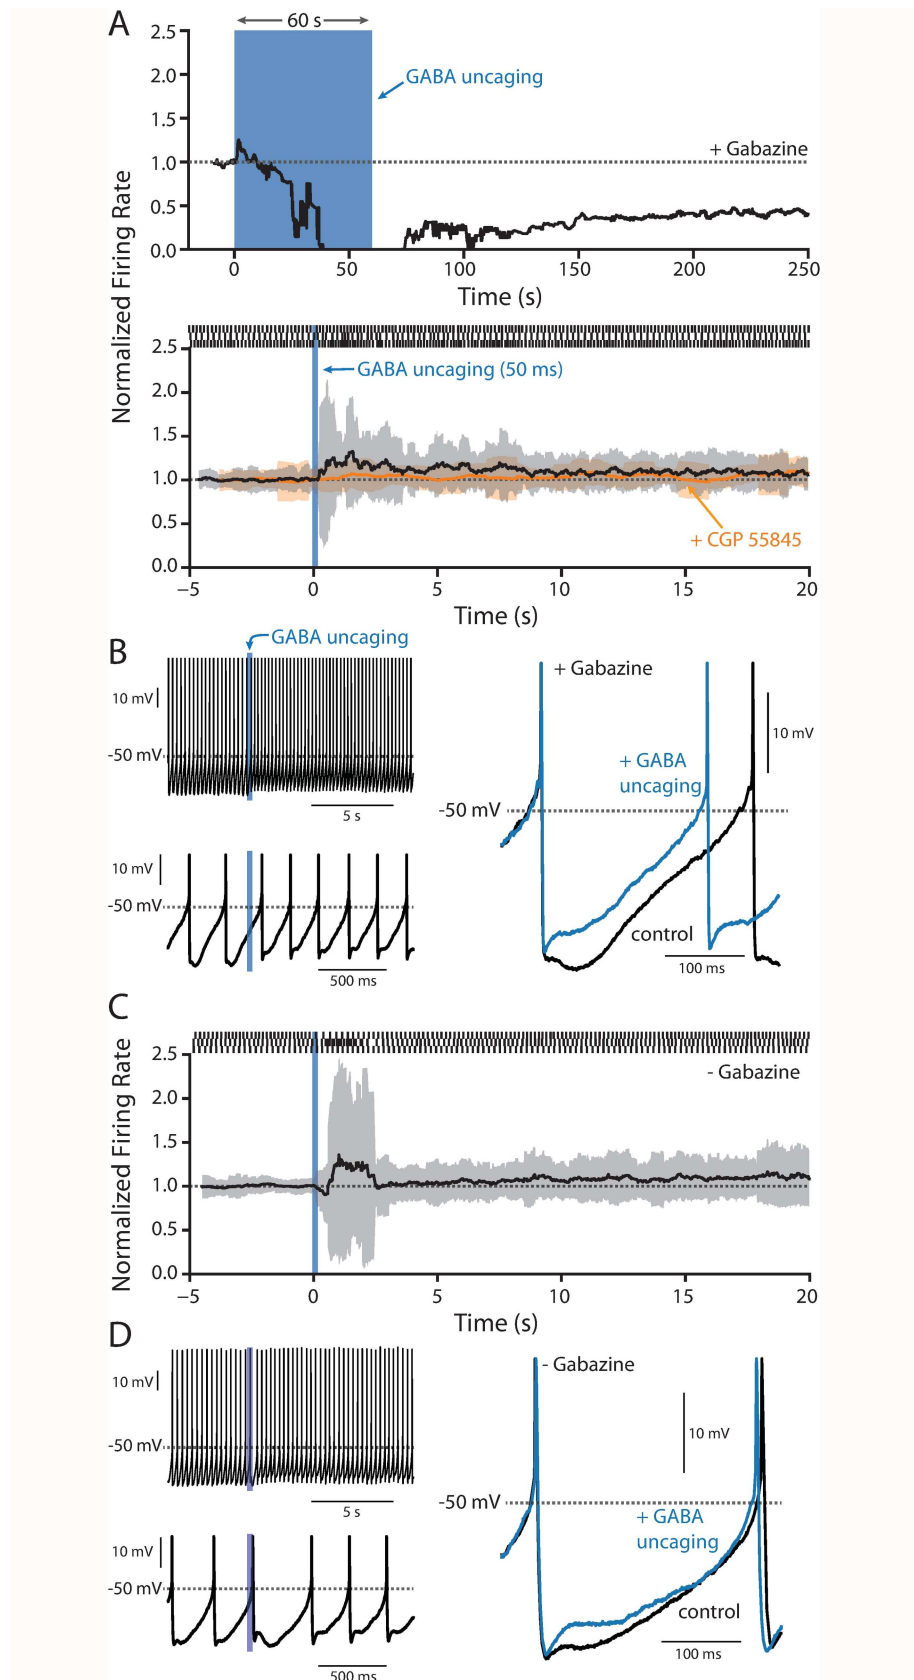 A
60 s
2.5
GABA uncaging
2.0
1.5
+ Gabazine
1.0
0.5
0.0
0 50 100 150 200 250
Time (s)
Normalized Firing Rate
2.5
GABA uncaging (50 ms)
2.0
1.5
1.0
0.5
+ CGP 55845
0.0
−5 0 5 10 15 20
Time (s)
B
GABA uncaging
10 mV
-50 mV
5 s
10 mV
-50 mV
500 ms
+ Gabazine
10 mV
+ GABA
uncaging
-50 mV
control
100 ms
C
Normalized Firing Rate
2.5
- Gabazine
2.0
1.5
1.0
0.5
0.0
−5 0 5 10 15 20
Time (s)
D
10 mV
-50 mV
5 s
10 mV
-50 mV
500 ms
- Gabazine
10 mV
-50 mV
+ GABA
uncaging
control
100 ms